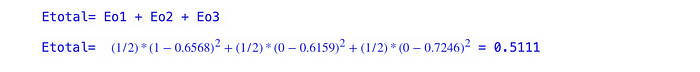 Etotal= Eo1 + Eo2 + Eo3
Etotal= (1/2) * (1 − 0.6568)² + (1/2) * (0 − 0.6159)² + (1/2) * (0 − 0.7246)² = 0.5111